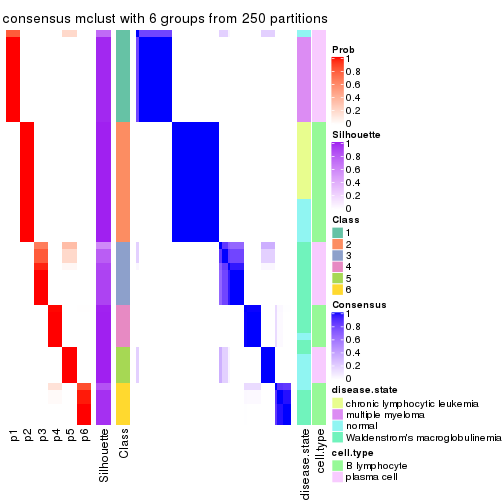 consensus mclust with 6 groups from 250 partitions
Prob
1
0.8
0.6
0.4
0.2
0
Silhouette
1
0.8
0.6
0.4
0.2
0
Class
1
2
3
4
5
6
Consensus
1
0.8
0.6
0.4
0.2
0
disease.state
chronic lymphocytic leukemia
multiple myeloma
normal
Waldenstrom's macroglobulinemia
cell.type
B lymphocyte
plasma cell
p1
p2
p3
p4
p5
p6
Silhouette
Class
disease.state
cell.type